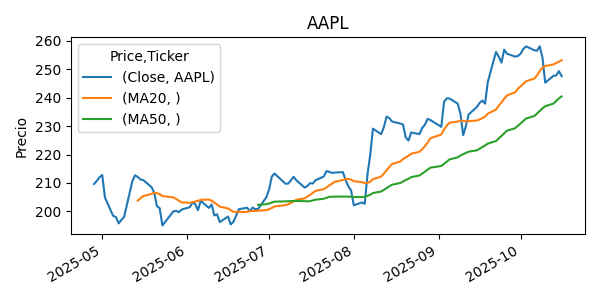 AAPL
Price,Ticker
(Close, AAPL)
(MA20, )
(MA50, )
Precio
260
250
240
230
220
210
200
2025-05
2025-06
2025-07
2025-08
2025-09
2025-10